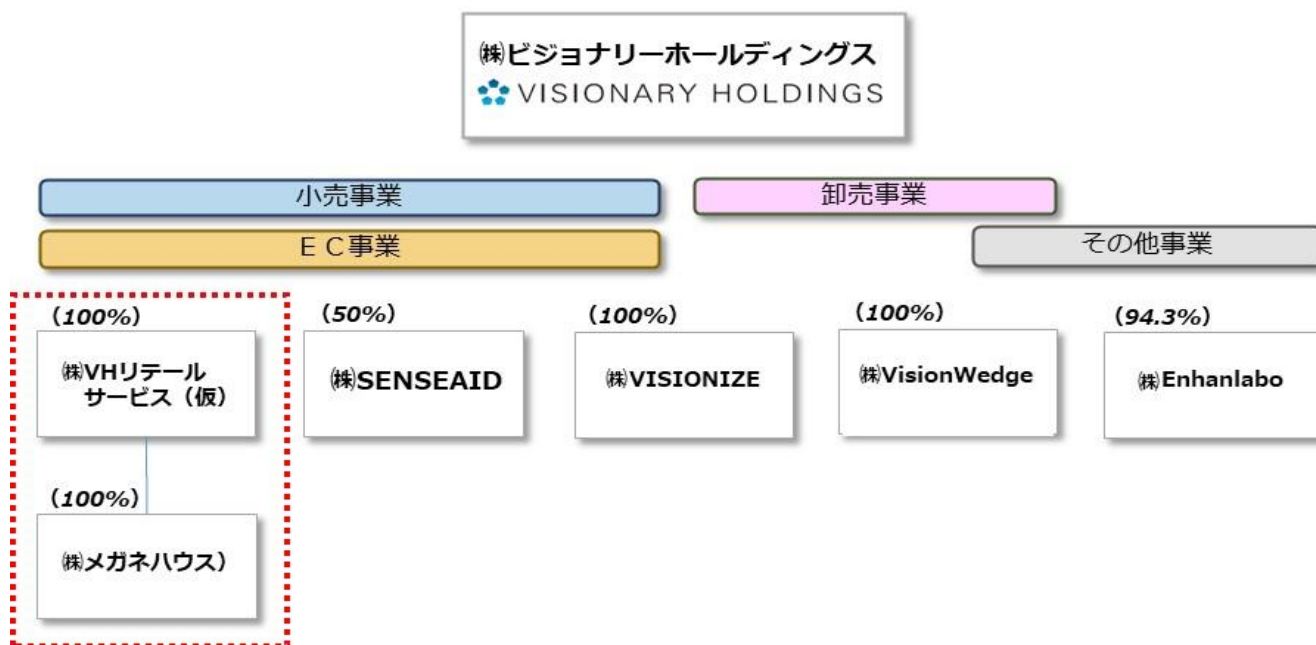 ㈱ビジョナリーホールディングス
VISIONARY HOLDINGS
小売事業
卸売事業
ＥＣ事業
その他事業
（100%）
（50%）
（100%）
（100%）
（94.3%）
㈱VHリテール
サービス（仮）
㈱SENSEAID
㈱VISIONIZE
㈱VisionWedge
㈱Enhanlabo
（100%）
㈱メガネハウス）